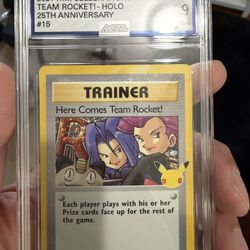 TEAM ROCKET! - HOLO
25TH ANNIVERSARY
#15
9
AGS
TRAINER
Here Comes Team Rocket!
Each player plays with his or her
Prize cards face up for the rest of
the game.